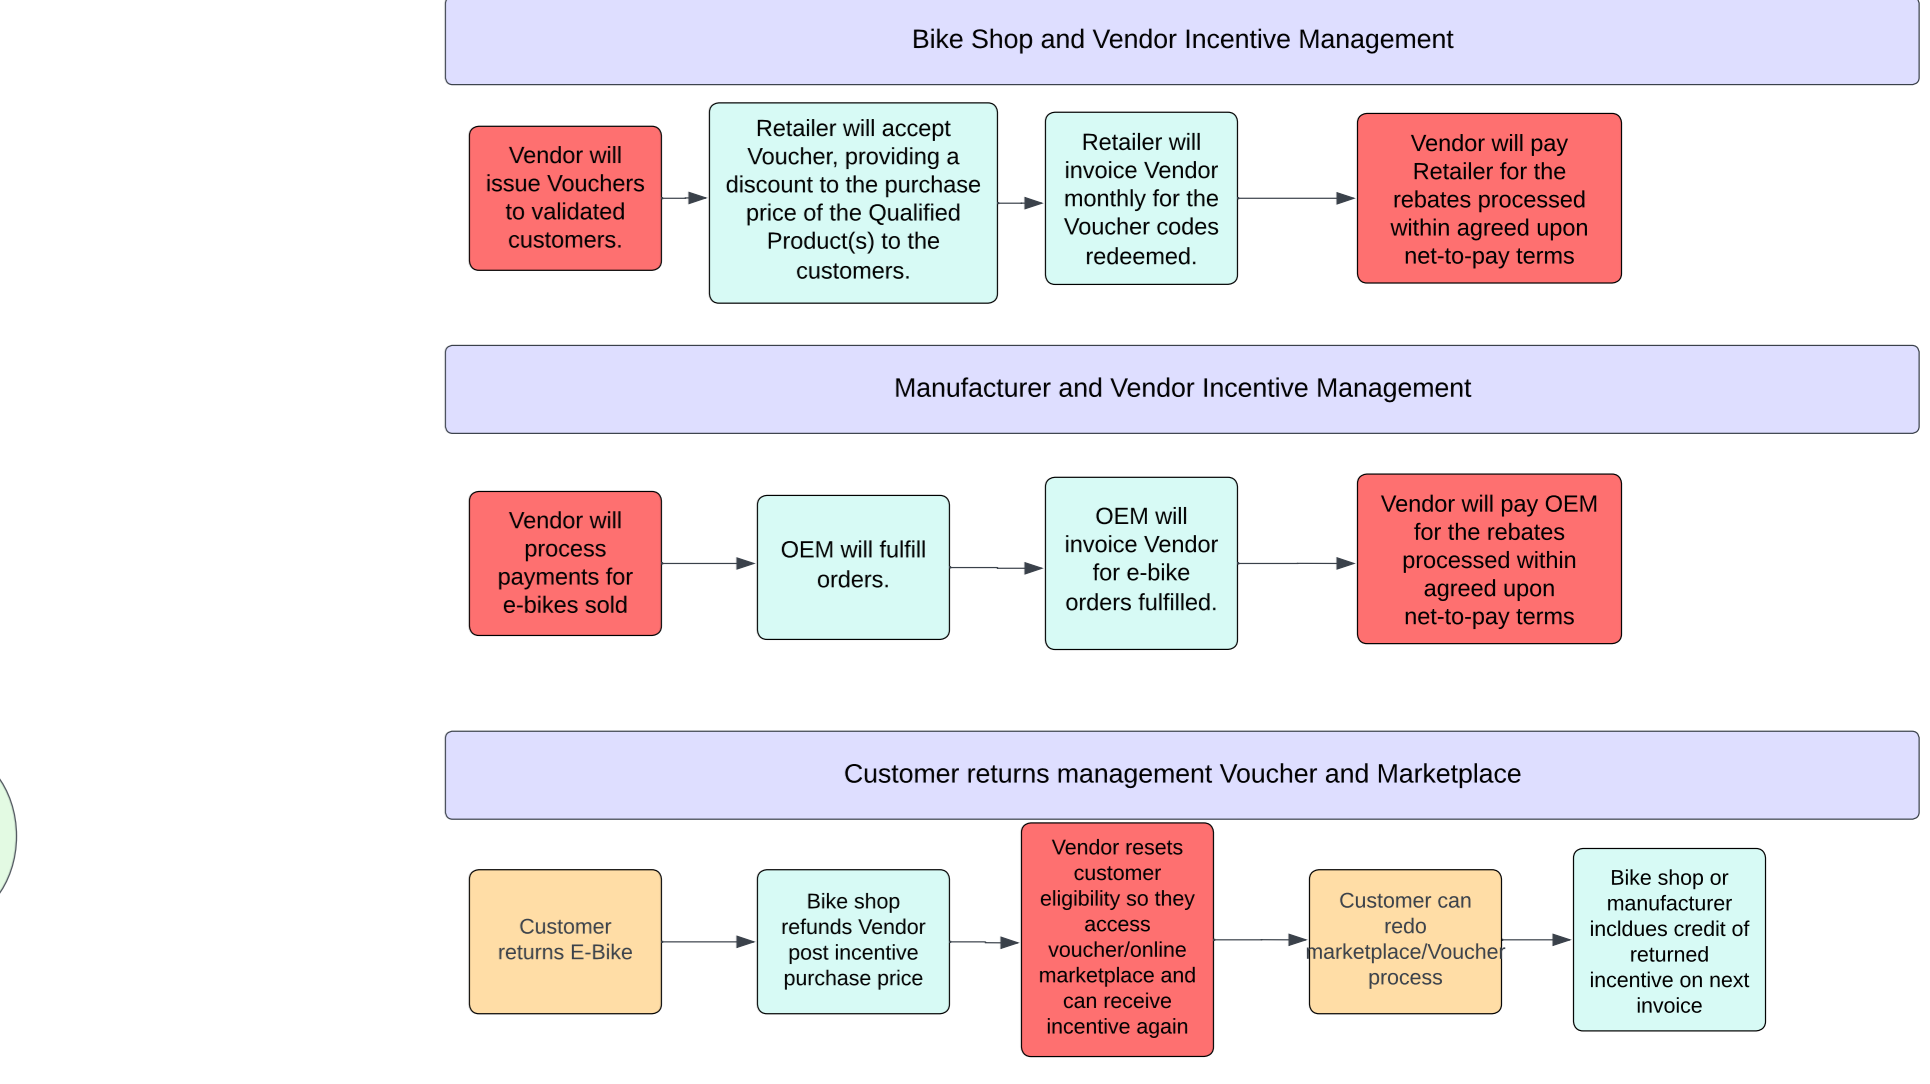 Bike Shop and Vendor Incentive Management
Vendor will
issue Vouchers
to validated
customers.
Retailer will accept
Voucher, providing a
discount to the purchase
price of the Qualified
Product(s) to the
customers.
Retailer will
invoice Vendor
monthly for the
Voucher codes
redeemed.
Vendor will pay
Retailer for the
rebates processed
within agreed upon
net-to-pay terms
Manufacturer and Vendor Incentive Management
Vendor will
process
payments for
e-bikes sold
OEM will fulfill
orders.
OEM will
invoice Vendor
for e-bike
orders fulfilled.
Vendor will pay OEM
for the rebates
processed within
agreed upon
net-to-pay terms
Customer returns management Voucher and Marketplace
Customer
returns E-Bike
Bike shop
refunds Vendor
post incentive
purchase price
Vendor resets
customer
eligibility so they
access
voucher/online
marketplace and
can receive
incentive again
Customer can
redo
marketplace/Voucher
process
Bike shop or
manufacturer
incldues credit of
returned
incentive on next
invoice